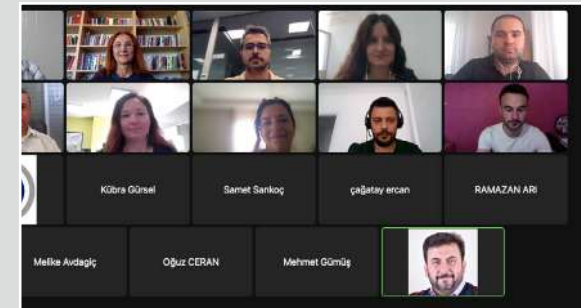 Kübra Gürsel
Samet Sarıkoç
çağatay ercan
RAMAZAN ARI
Melike Avdagiç
Oğuz CERAN
Mehmet Gümüş